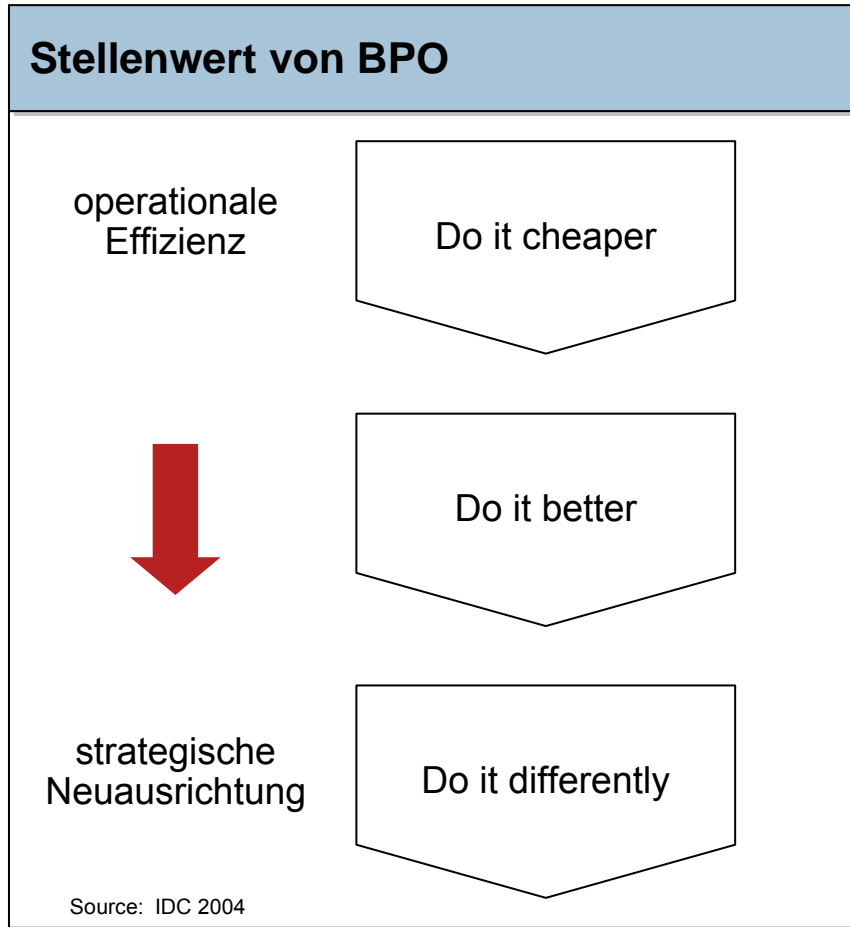 Stellenwert von BPO
operationale
Effizienz
Do it cheaper
Do it better
strategische
Neuausrichtung
Do it differently
Source: IDC 2004